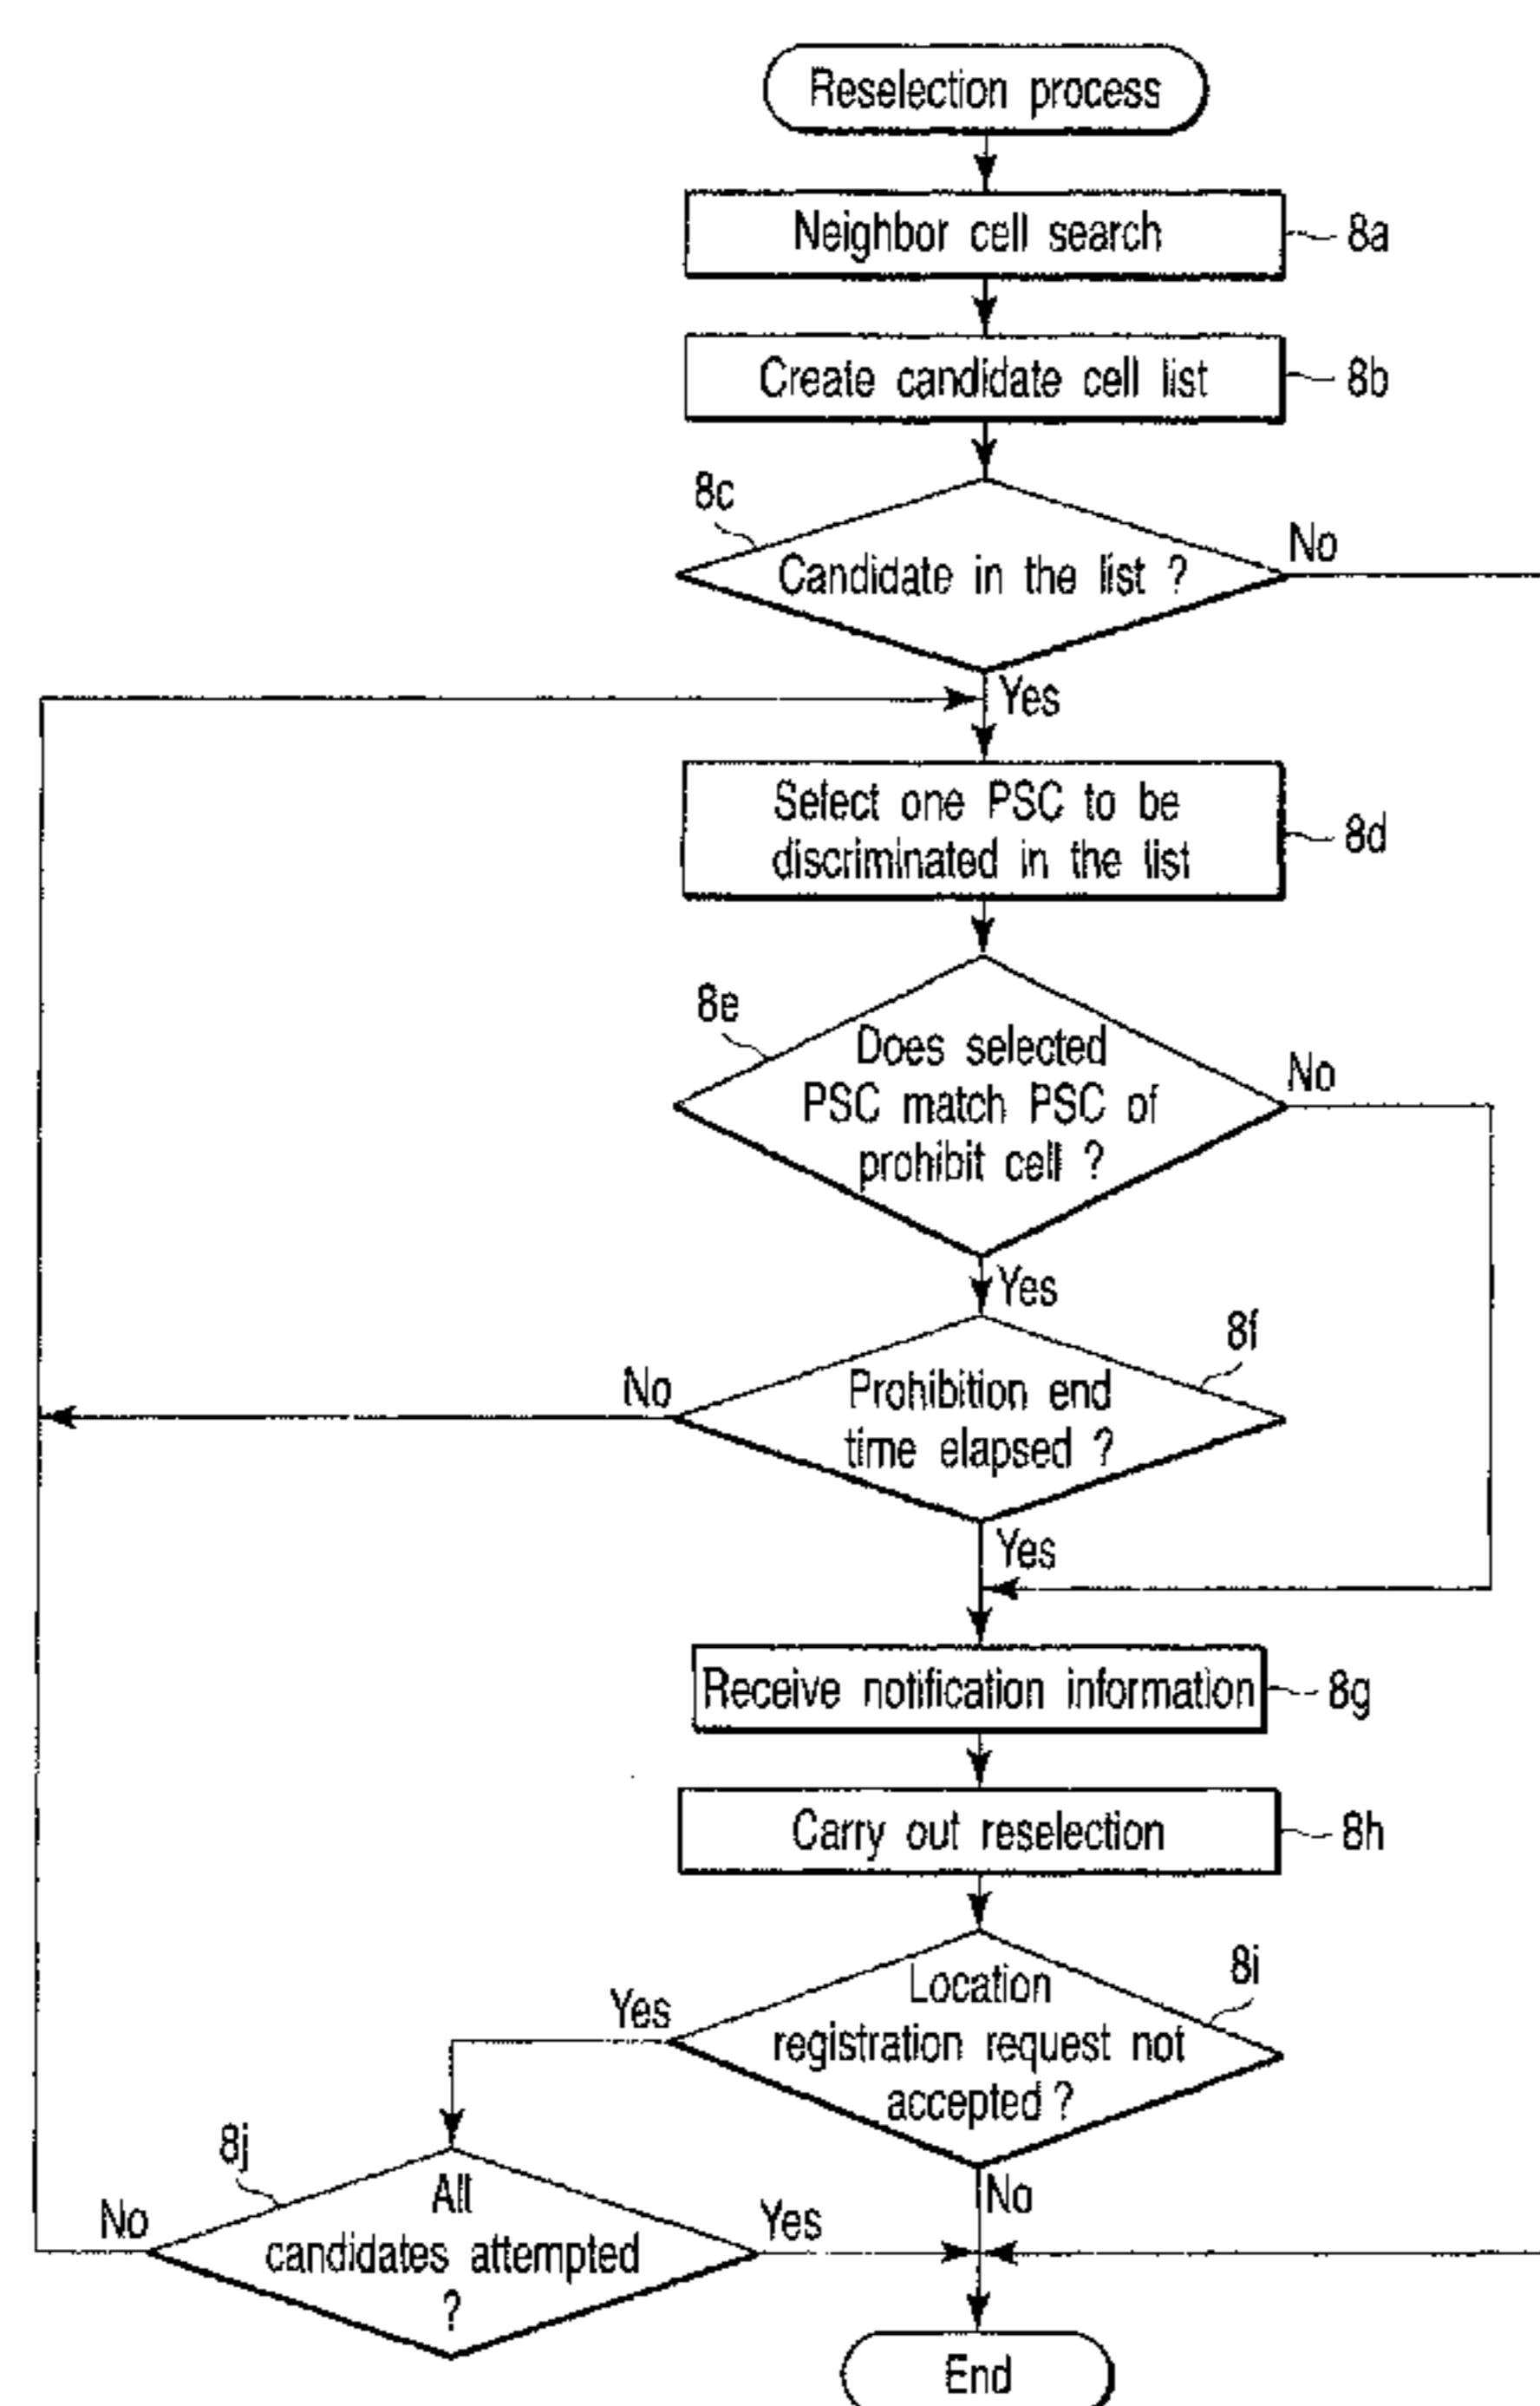 Reselection process
Neighbor cell search
8a
Create candidate cell list
8b
8c
Candidate in the list ?
No
Yes
Select one PSC to be
discriminated in the list
8d
8e
Does selected
PSC match PSC of
prohibit cell ?
No
Yes
8f
No
Prohibition end
time elapsed ?
Yes
Receive notification information
8g
Carry out reselection
8h
8i
Yes
Location
registration request not
accepted ?
8j
No
All
candidates attempted
?
Yes
No
End